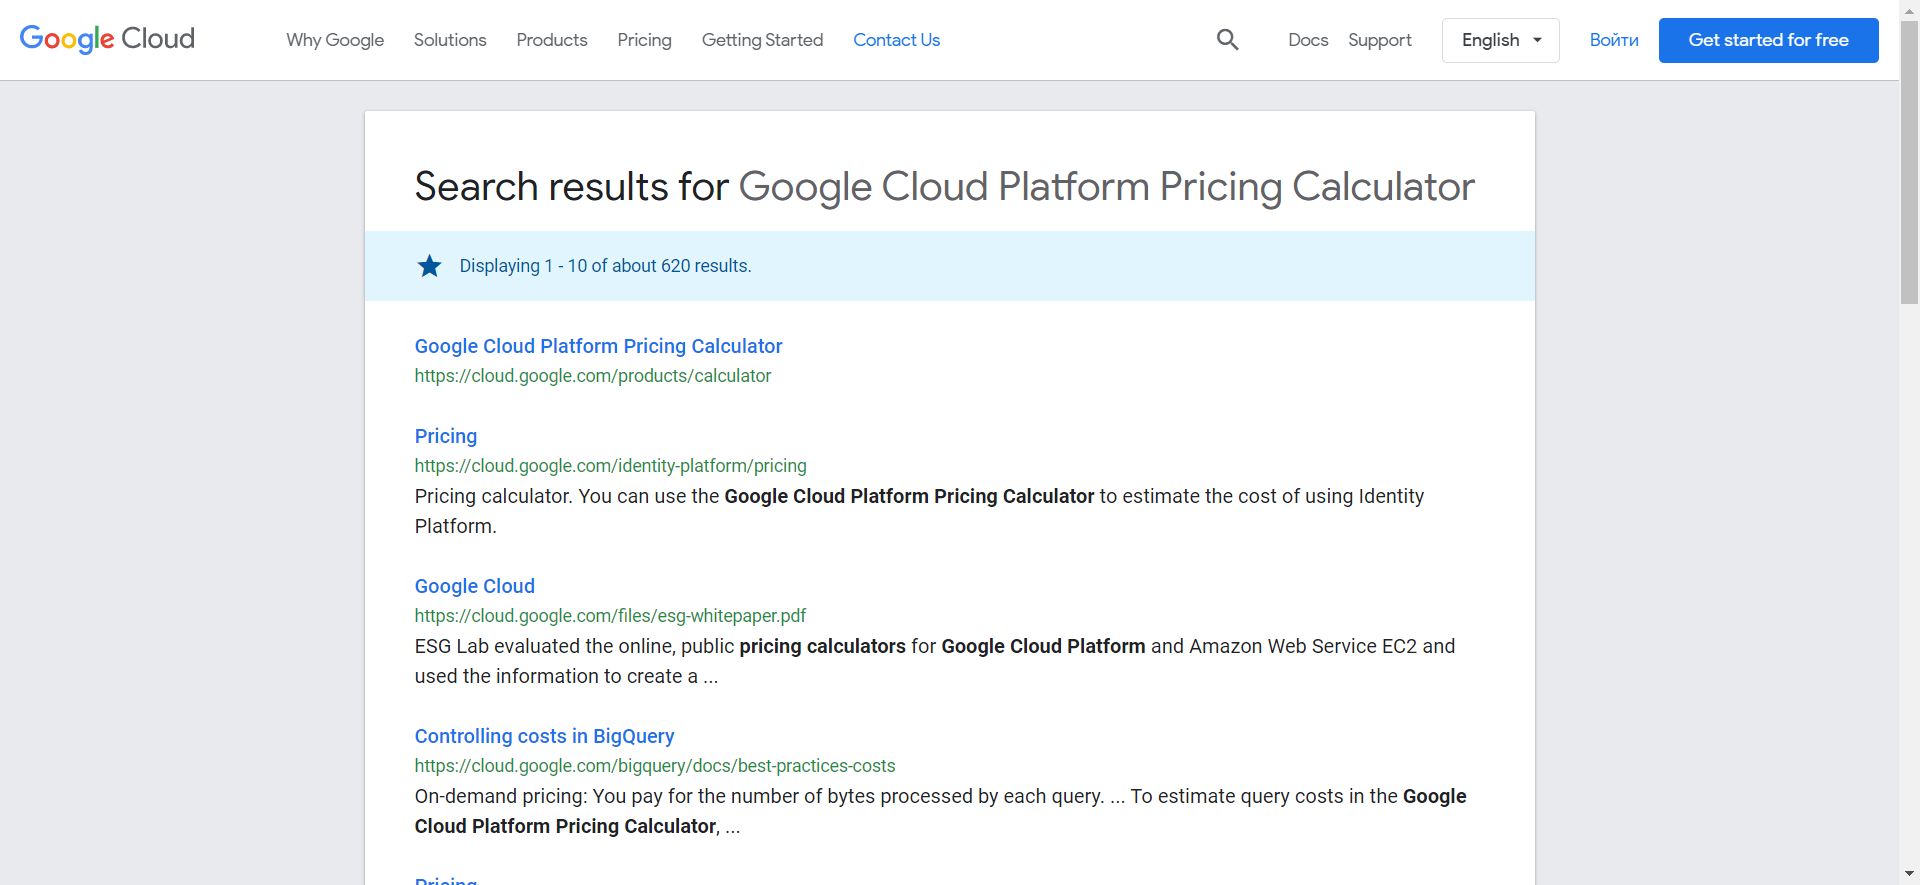 Google Cloud Why Google Solutions Products Pricing Getting Started Contact Us Docs Support English Войти Get started for free
Search results for Google Cloud Platform Pricing Calculator
Displaying 1 - 10 of about 620 results.
Google Cloud Platform Pricing Calculator
https://cloud.google.com/products/calculator
Pricing
https://cloud.google.com/identity-platform/pricing
Pricing calculator. You can use the Google Cloud Platform Pricing Calculator to estimate the cost of using Identity
Platform.
Google Cloud
https://cloud.google.com/files/esg-whitepaper.pdf
ESG Lab evaluated the online, public pricing calculators for Google Cloud Platform and Amazon Web Service EC2 and
used the information to create a ...
Controlling costs in BigQuery
https://cloud.google.com/bigquery/docs/best-practices-costs
On-demand pricing: You pay for the number of bytes processed by each query. ... To estimate query costs in the Google
Cloud Platform Pricing Calculator, ...
Pricing